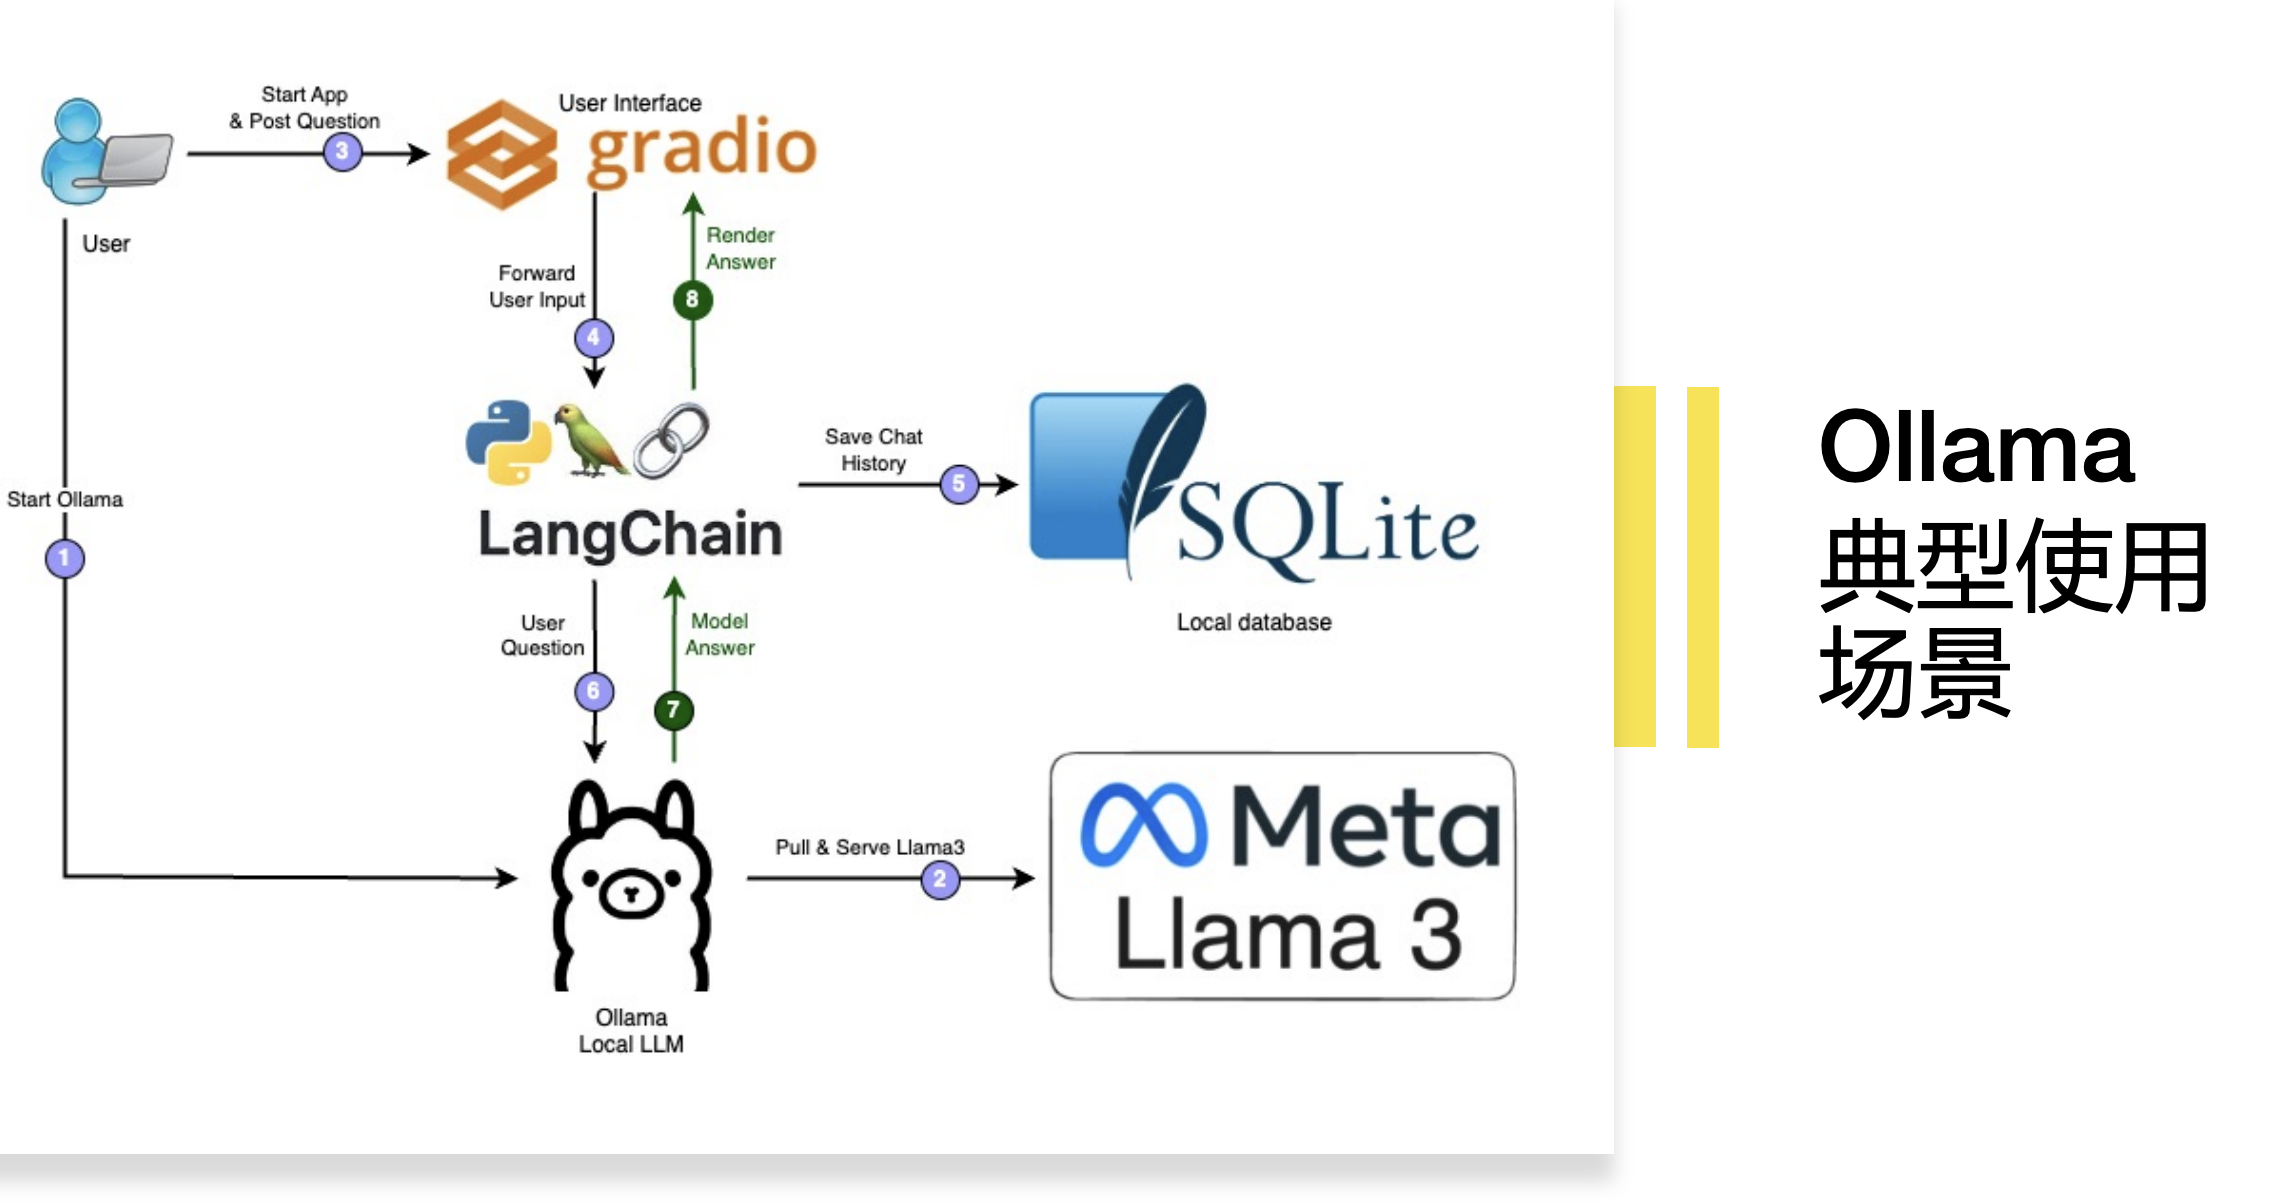 Start App
& Post Question
3
User Interface
gradio
User
Render
Answer
Forward
User Input
8
4
Save Chat
History
5
SQLite
Local database
Start Ollama
1
LangChain
User
Question
Model
Answer
6
7
Pull & Serve Llama3
2
Meta
Llama 3
Ollama
Local LLM
Ollama
典型使用
场景